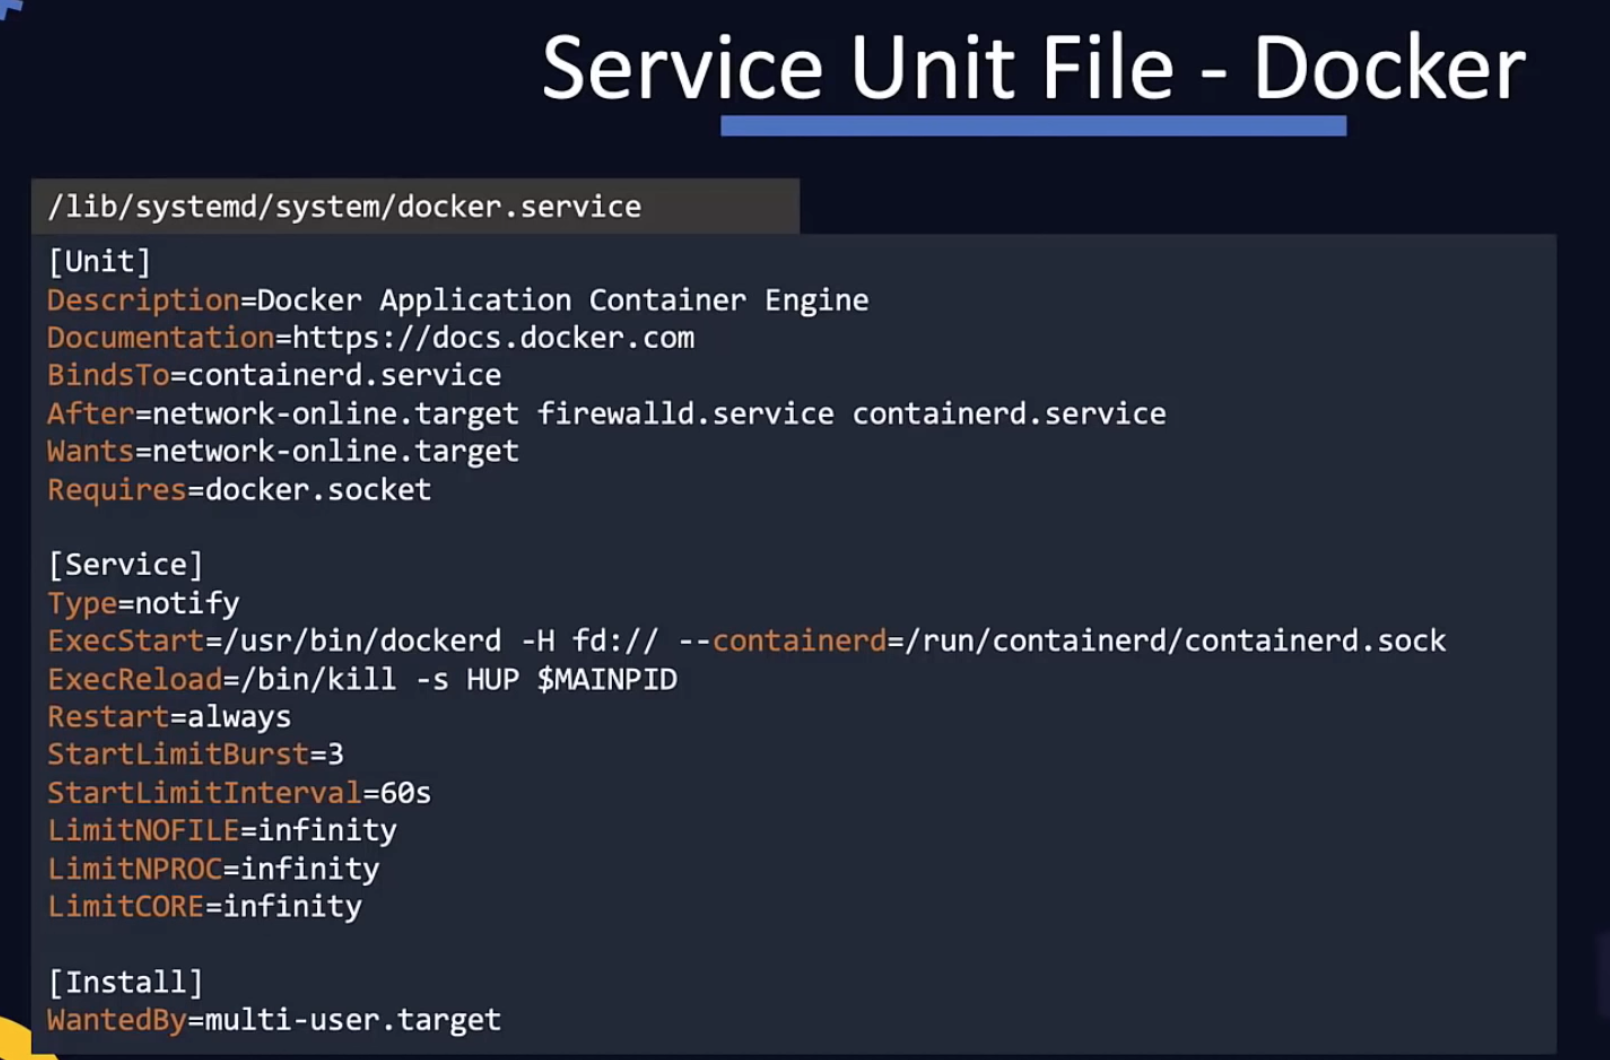 Service Unit File - Docker
/lib/systemd/system/docker.service
[Unit]
Description=Docker Application Container Engine
Documentation=https://docs.docker.com
BindsTo=containerd.service
After=network-online.target firewalld.service containerd.service
Wants=network-online.target
Requires=docker.socket
[Service]
Type=notify
ExecStart=/usr/bin/dockerd -H fd:// --containerd=/run/containerd/containerd.sock
ExecReload=/bin/kill -s HUP $MAINPID
Restart=always
StartLimitBurst=3
StartLimitInterval=60s
LimitNOFILE=infinity
LimitNPROC=infinity
LimitCORE=infinity
[Install]
WantedBy=multi-user.target